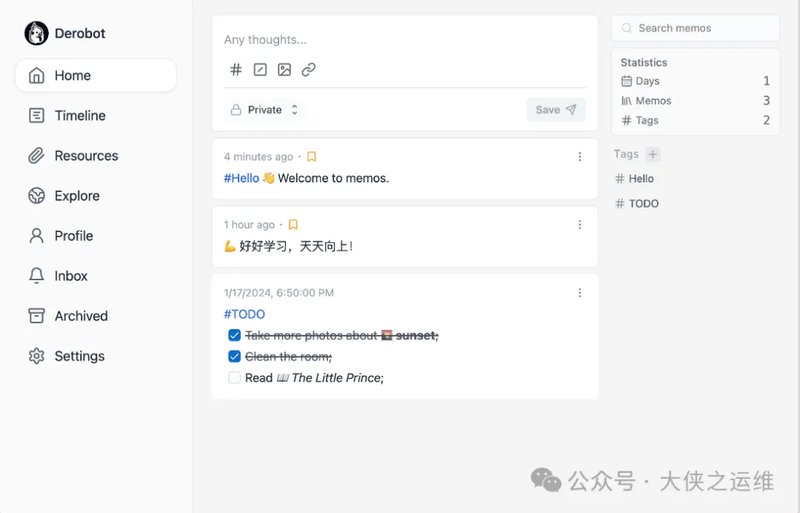 Derobot
Home
Timeline
Resources
Explore
Profile
Inbox
Archived
Settings
Any thoughts...
Private
Save
4 minutes ago ·
#Hello 👋 Welcome to memos.
1 hour ago ·
💪 好好学习，天天向上！
1/17/2024, 6:50:00 PM
#TODO
Take more photos about 🌄 sunset;
Clean the room;
Read 📖 The Little Prince;
Search memos
Statistics
Days 1
Memos 3
# Tags 2
Tags +
# Hello
# TODO
公众号 · 大侠之运维